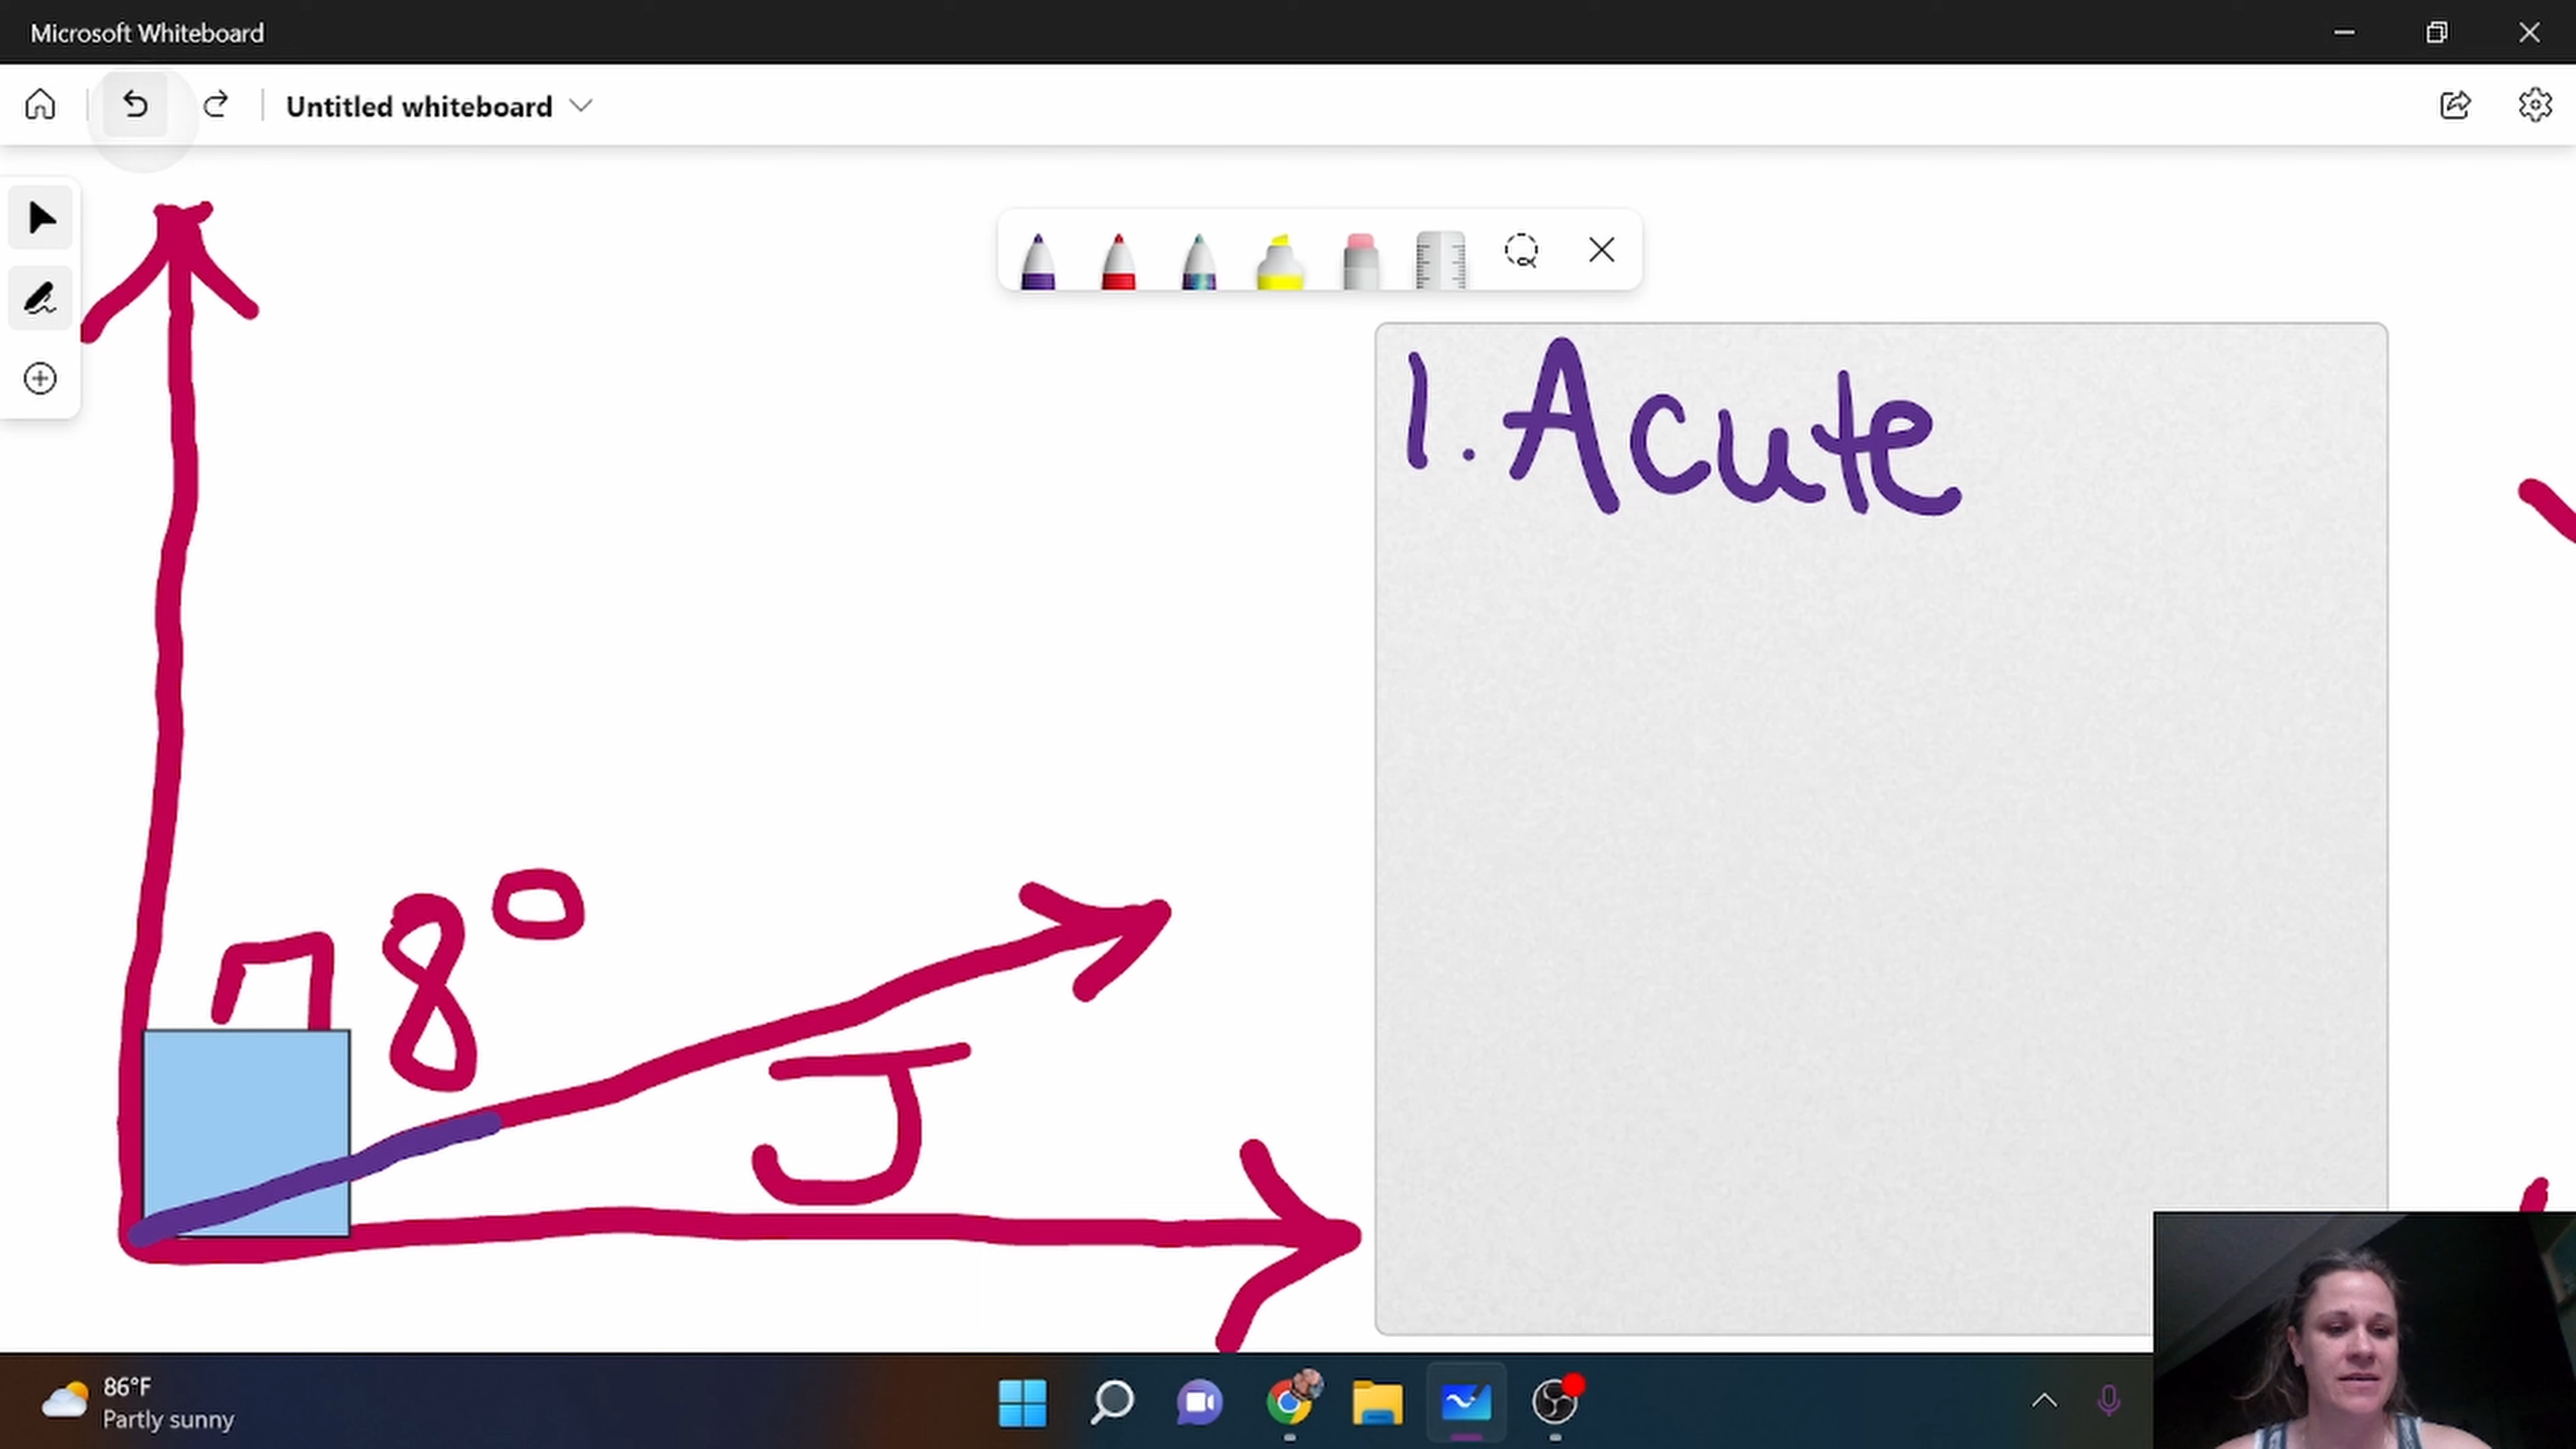 Microsoft Whiteboard
Untitled whiteboard
1. Acute
78°
J
86°F
Partly sunny